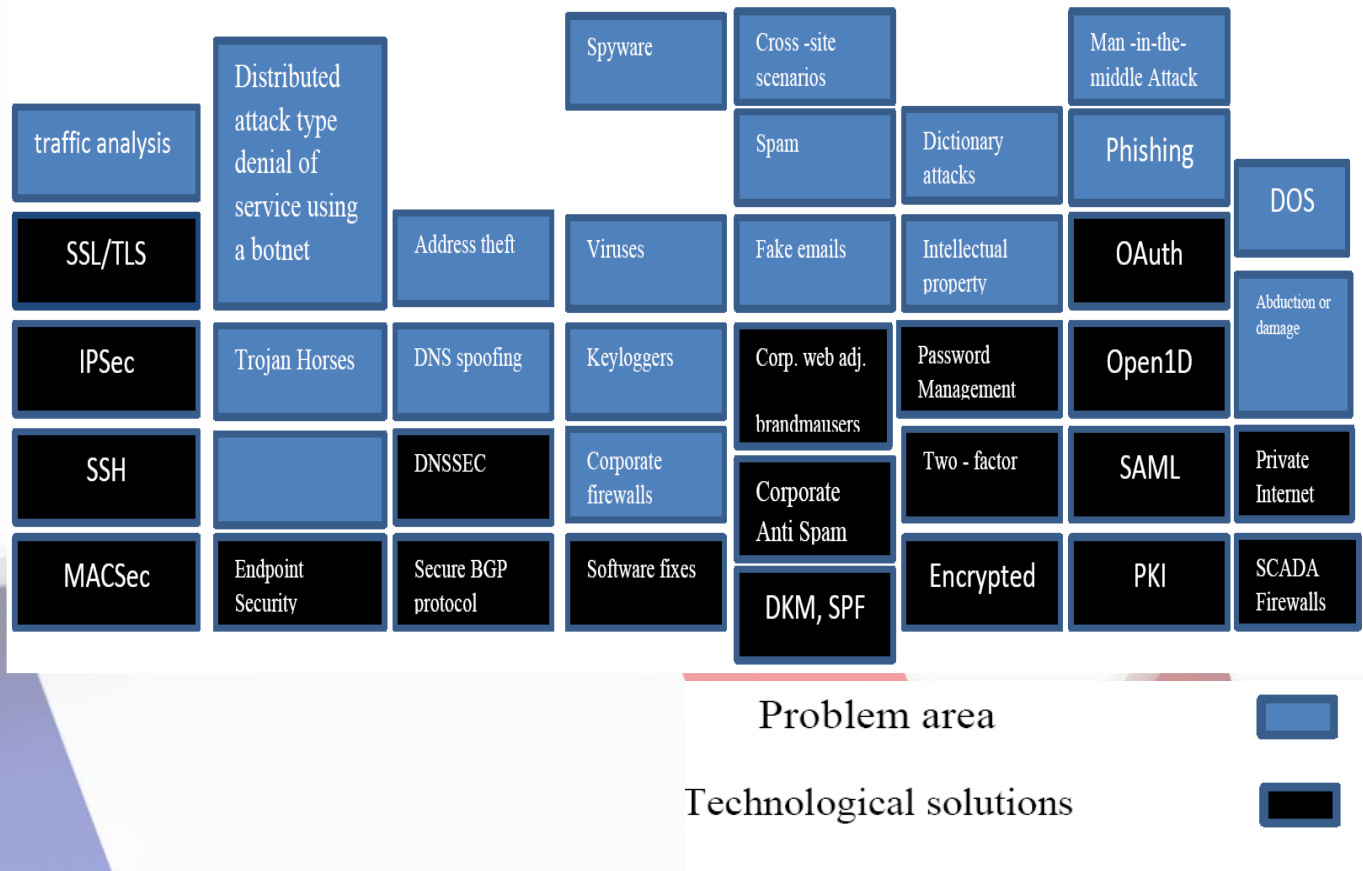 traffic analysis
SSL/TLS
IPSec
SSH
MACSec
Distributed
attack type
denial of
service using
a botnet
Trojan Horses
Endpoint
Security
Address theft
DNS spoofing
DNSSEC
Secure BGP
protocol
Spyware
Viruses
Keyloggers
Corporate
firewalls
Software fixes
Cross -site
scenarios
Spam
Fake emails
Corp. web adj.
brandmausers
Corporate
Anti Spam
DKM, SPF
Dictionary
attacks
Intellectual
property
Password
Management
Two - factor
Encrypted
Man -in-the-
middle Attack
Phishing
OAuth
Open1D
SAML
PKI
DOS
Abduction or
damage
Private
Internet
SCADA
Firewalls
Problem area
Technological solutions